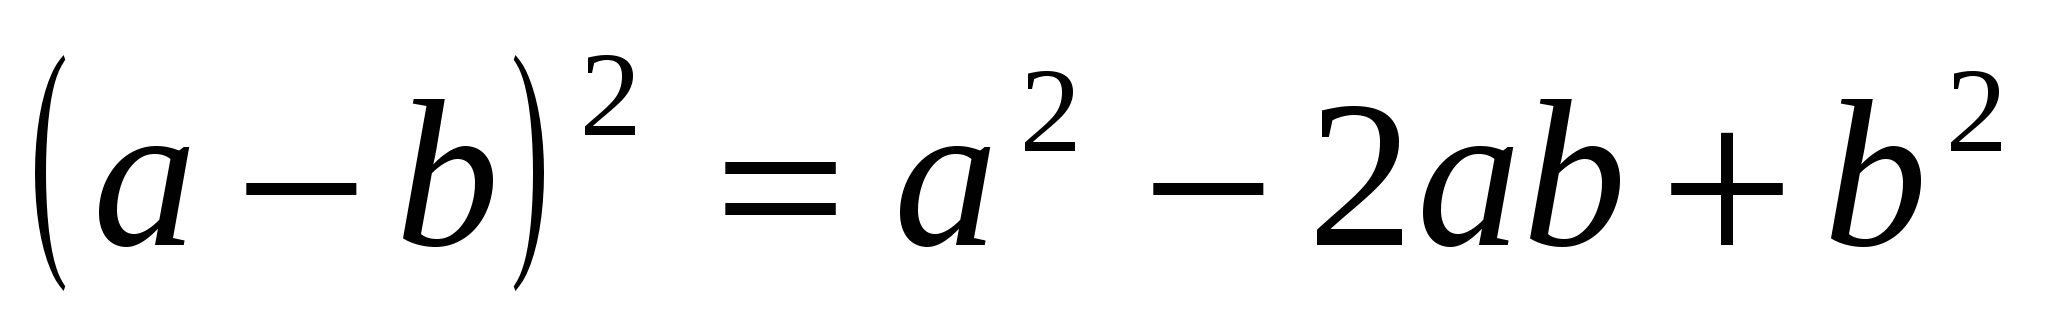 (a − b)² = a² − 2ab + b²